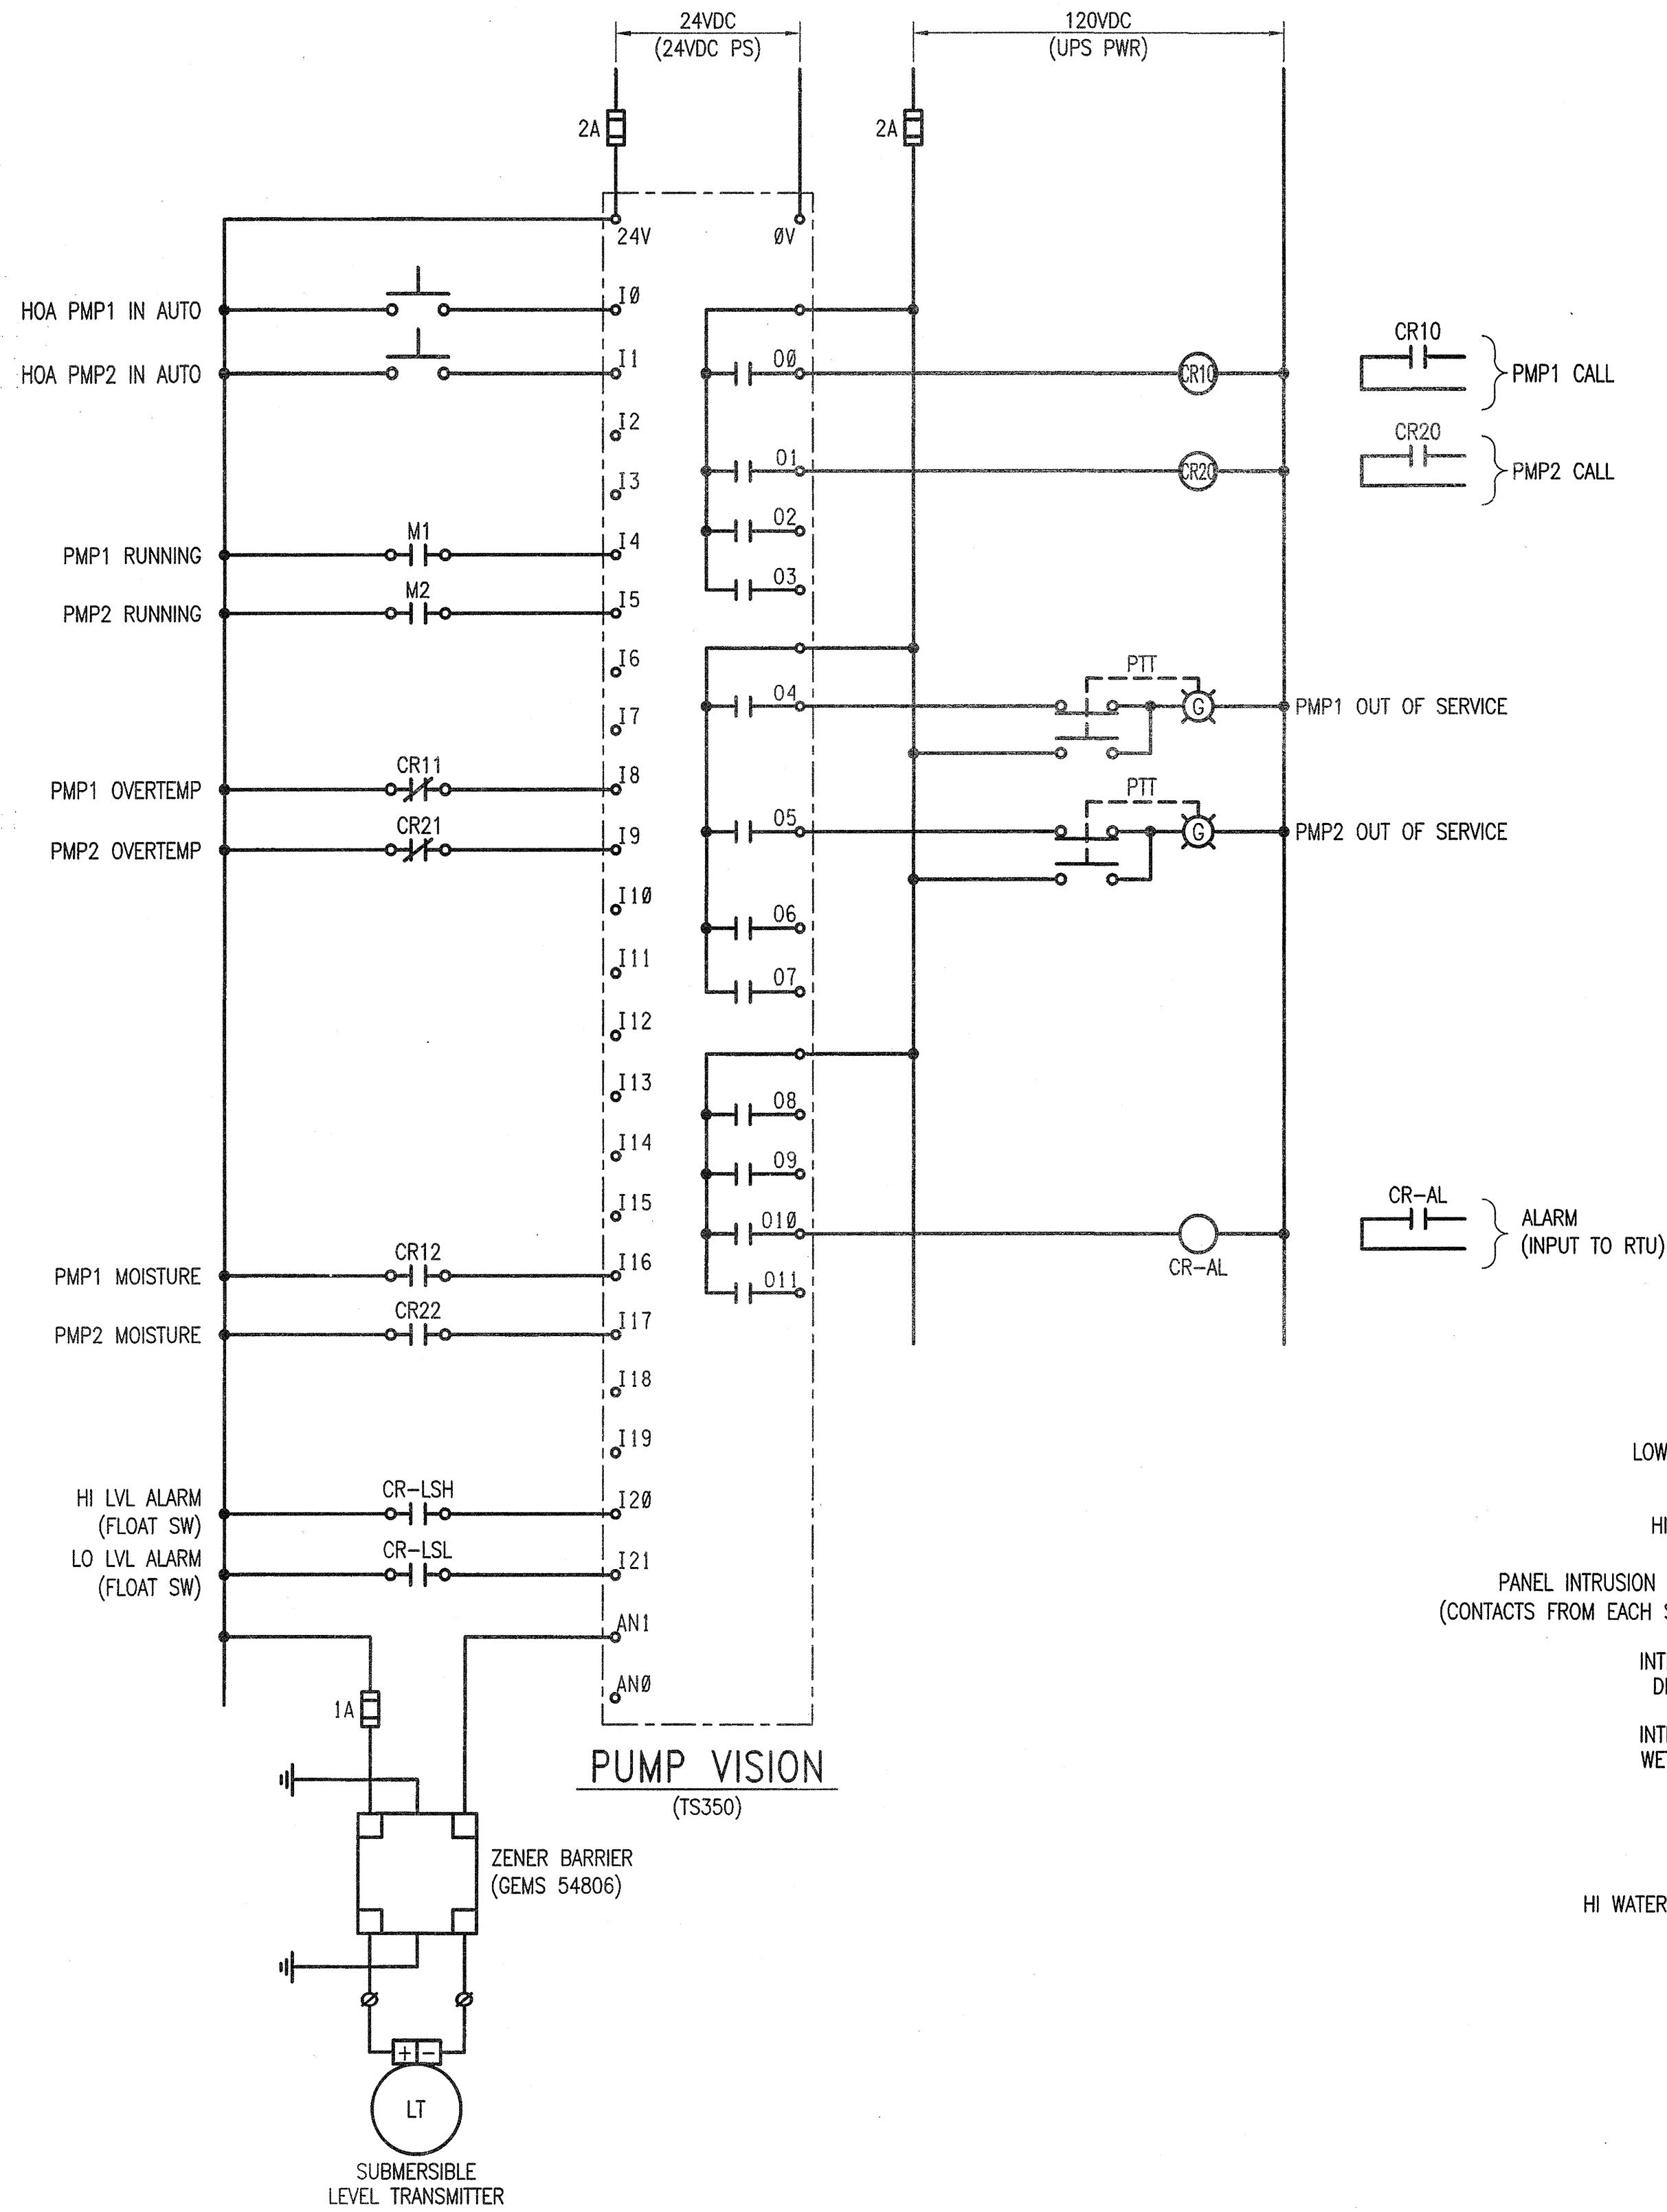 24VDC
(24VDC PS)
120VDC
(UPS PWR)
2A
2A
24V
ØV
HOA PMP1 IN AUTO
IØ
HOA PMP2 IN AUTO
I1
OØ
CR10
CR10
PMP1 CALL
I2
O1
CR20
CR20
PMP2 CALL
I3
O2
PMP1 RUNNING
M1
I4
O3
PMP2 RUNNING
M2
I5
I6
PTT
O4
G
PMP1 OUT OF SERVICE
I7
PMP1 OVERTEMP
CR11
I8
PTT
O5
G
PMP2 OUT OF SERVICE
PMP2 OVERTEMP
CR21
I9
I1Ø
O6
I11
O7
I12
I13
O8
I14
O9
I15
O1Ø
CR-AL
CR-AL
ALARM
(INPUT TO RTU)
PMP1 MOISTURE
CR12
I16
O11
PMP2 MOISTURE
CR22
I17
I18
I19
HI LVL ALARM
(FLOAT SW)
CR-LSH
I2Ø
LO LVL ALARM
(FLOAT SW)
CR-LSL
I21
AN1
ANØ
1A
PUMP VISION
(TS350)
ZENER BARRIER
(GEMS 54806)
+ -
LT
SUBMERSIBLE
LEVEL TRANSMITTER
LOW
HI
PANEL INTRUSION
(CONTACTS FROM EACH
HI WATER